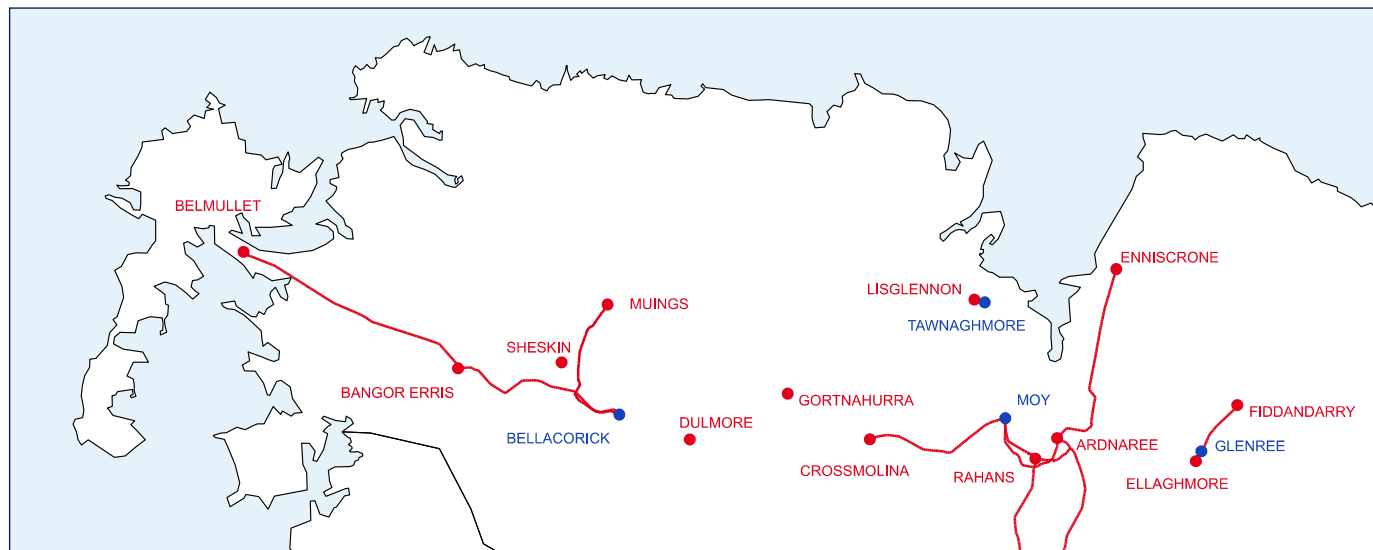 BELMULLET
ENNISCRONE
LISGLENNON
MUINGS
TAWNAGHMORE
SHESKIN
BANGOR ERRIS
GORTNAHURRA
MOY
FIDDANDARRY
DULMORE
BELLACORICK
ARDNAREE
GLENREE
CROSSMOLINA
RAHANS
ELLAGHMORE